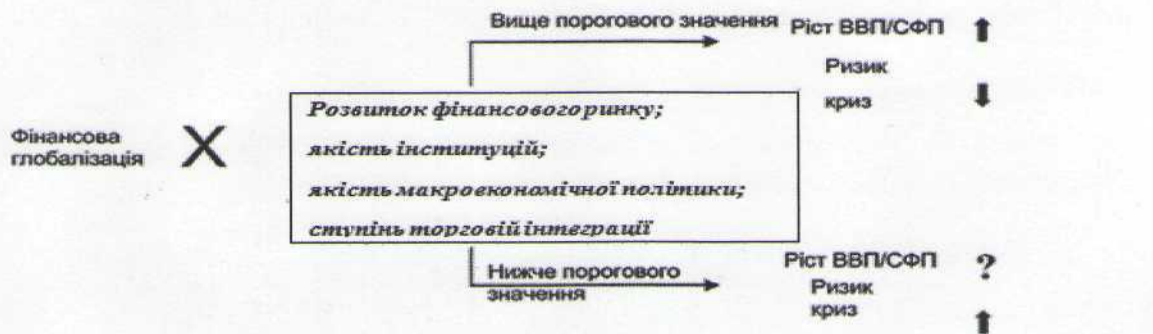 Вище порогового значення
Ріст ВВП/СФП
Ризик
криз
Фінансова
глобалізація
X
Розвиток фінансового ринку;
якість інституцій;
якість макроекономічної політики;
ступінь торговій інтеграції
Нижче порогового
значення
Ріст ВВП/СФП
?
Ризик
криз